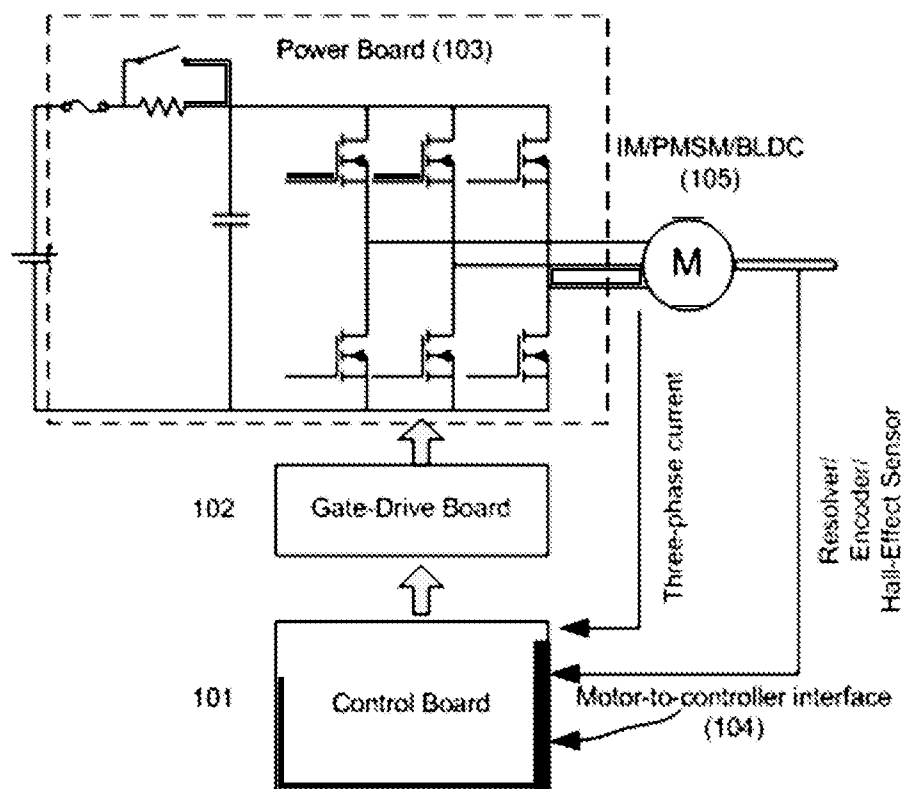 Power Board (103)
IM/PMSM/BLDC
(105)
M
102
Gate-Drive Board
Three-phase current
Resolver/
Encoder/
Hall-Effect Sensor
101
Control Board
Motor-to-controller interface
(104)